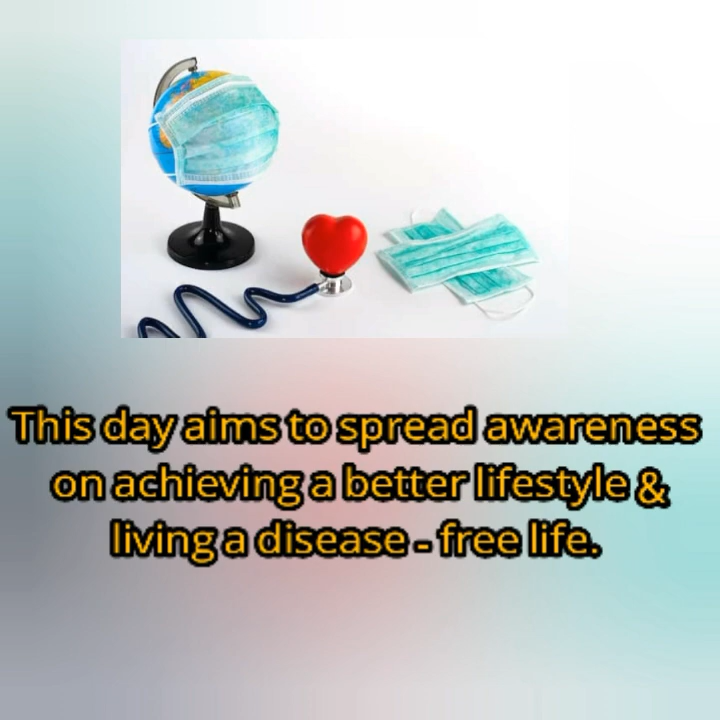 This day aims to spread awareness
on achieving a better lifestyle &
living a disease - free life.